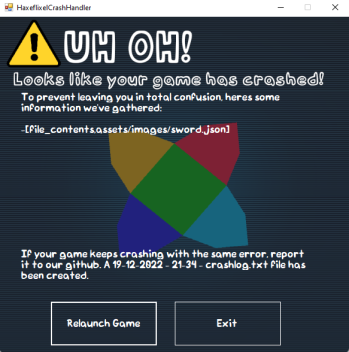 HaxeflixelCrashHandler
UH OH!
Looks like your game has crashed!
To prevent leaving you in total confusion, heres some
information we've gathered:
-[file_contents,assets/images/sword.json]
If your game keeps crashing with the same error, report
it to our github. A 19-12-2022 - 21-34 - crashlog.txt file has
been created.
Relaunch Game
Exit